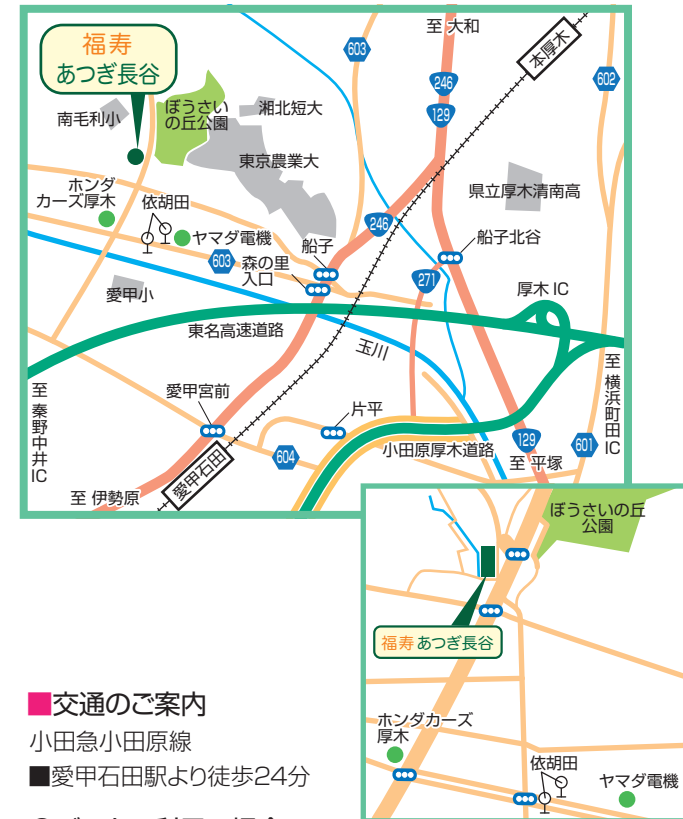 福寿
あつぎ長谷
至 大和
本厚木
603
246
129
602
南毛利小
ぼうさい
の丘公園
湘北短大
東京農業大
県立厚木清南高
ホンダ
カーズ厚木
依胡田
ヤマダ電機
246
船子
船子北谷
603
森の里
入口
271
厚木 IC
愛甲小
東名高速道路
玉川
至 秦野中井IC
愛甲宮前
片平
至 横浜町田IC
604
小田原厚木道路
129
601
愛甲石田
至 平塚
至 伊勢原
ぼうさいの丘
公園
福寿 あつぎ長谷
ホンダカーズ
厚木
依胡田
ヤマダ電機
■交通のご案内
小田急小田原線
■愛甲石田駅より徒歩24分